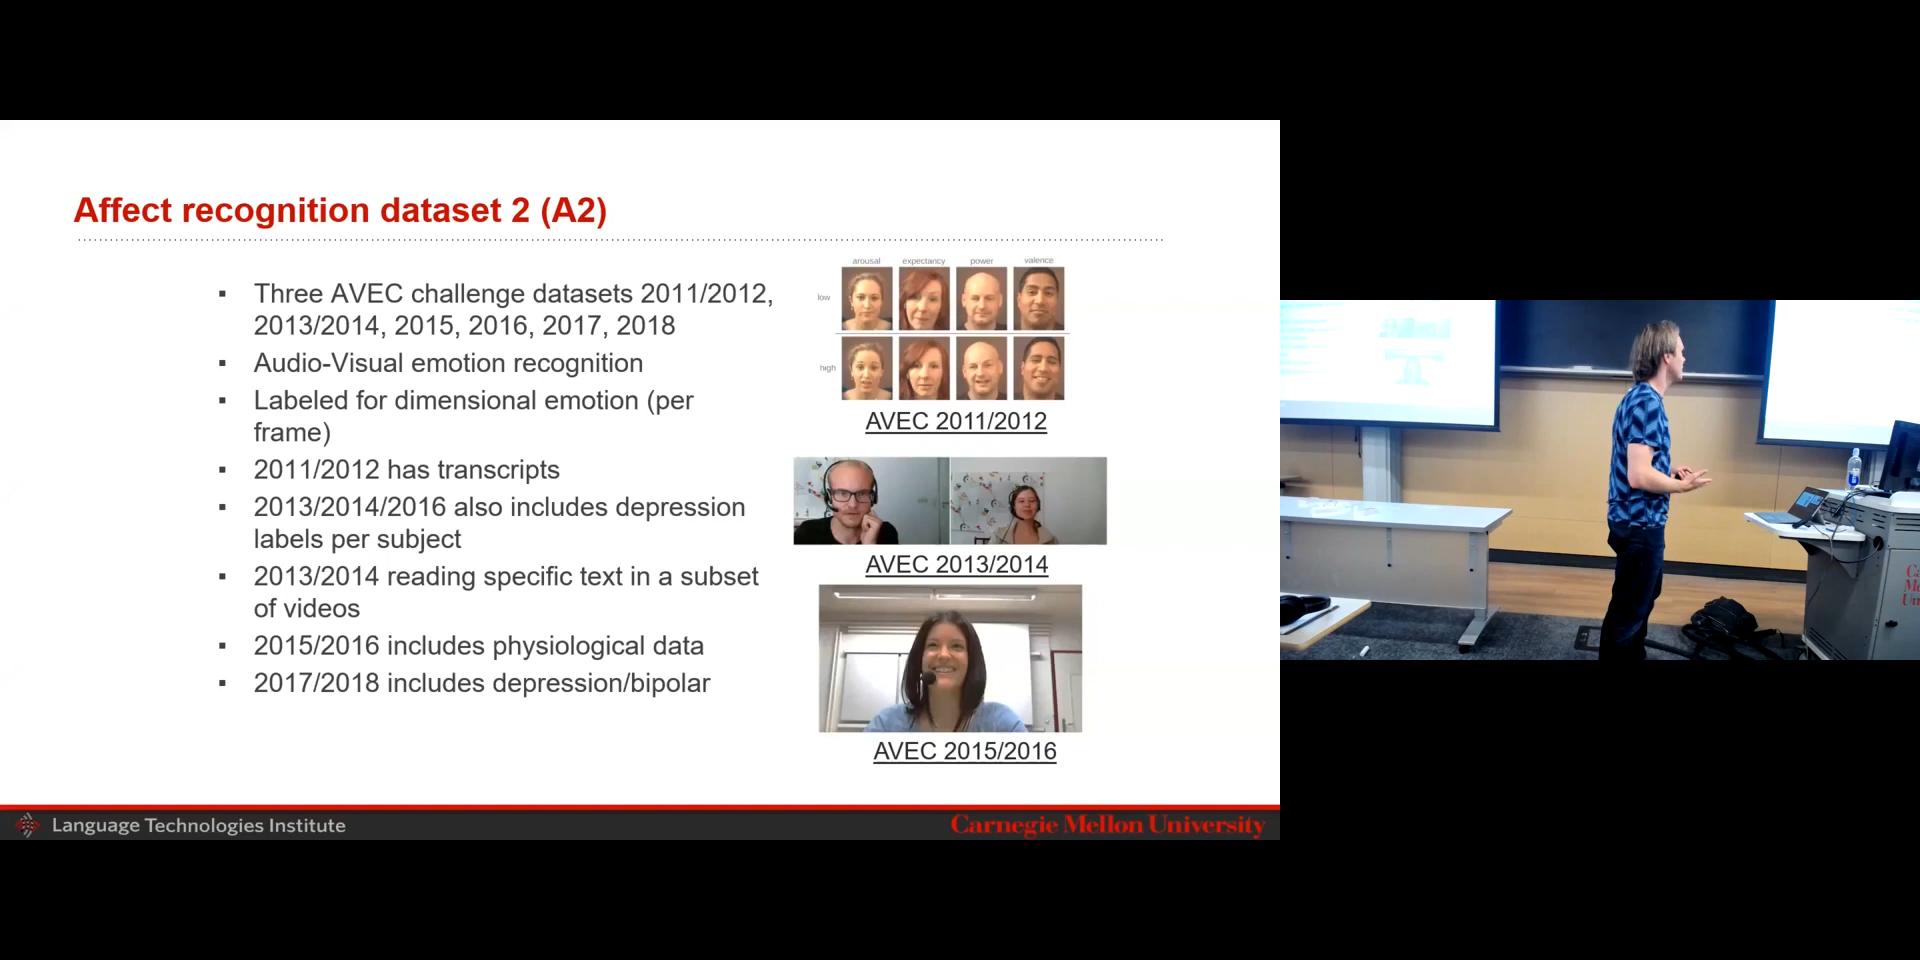 Affect recognition dataset 2 (A2)
▪ Three AVEC challenge datasets 2011/2012,
2013/2014, 2015, 2016, 2017, 2018
▪ Audio-Visual emotion recognition
▪ Labeled for dimensional emotion (per
frame)
▪ 2011/2012 has transcripts
▪ 2013/2014/2016 also includes depression
labels per subject
▪ 2013/2014 reading specific text in a subset
of videos
▪ 2015/2016 includes physiological data
▪ 2017/2018 includes depression/bipolar
arousal expectancy power valence
low
high
AVEC 2011/2012
AVEC 2013/2014
AVEC 2015/2016
Language Technologies Institute
Carnegie Mellon University